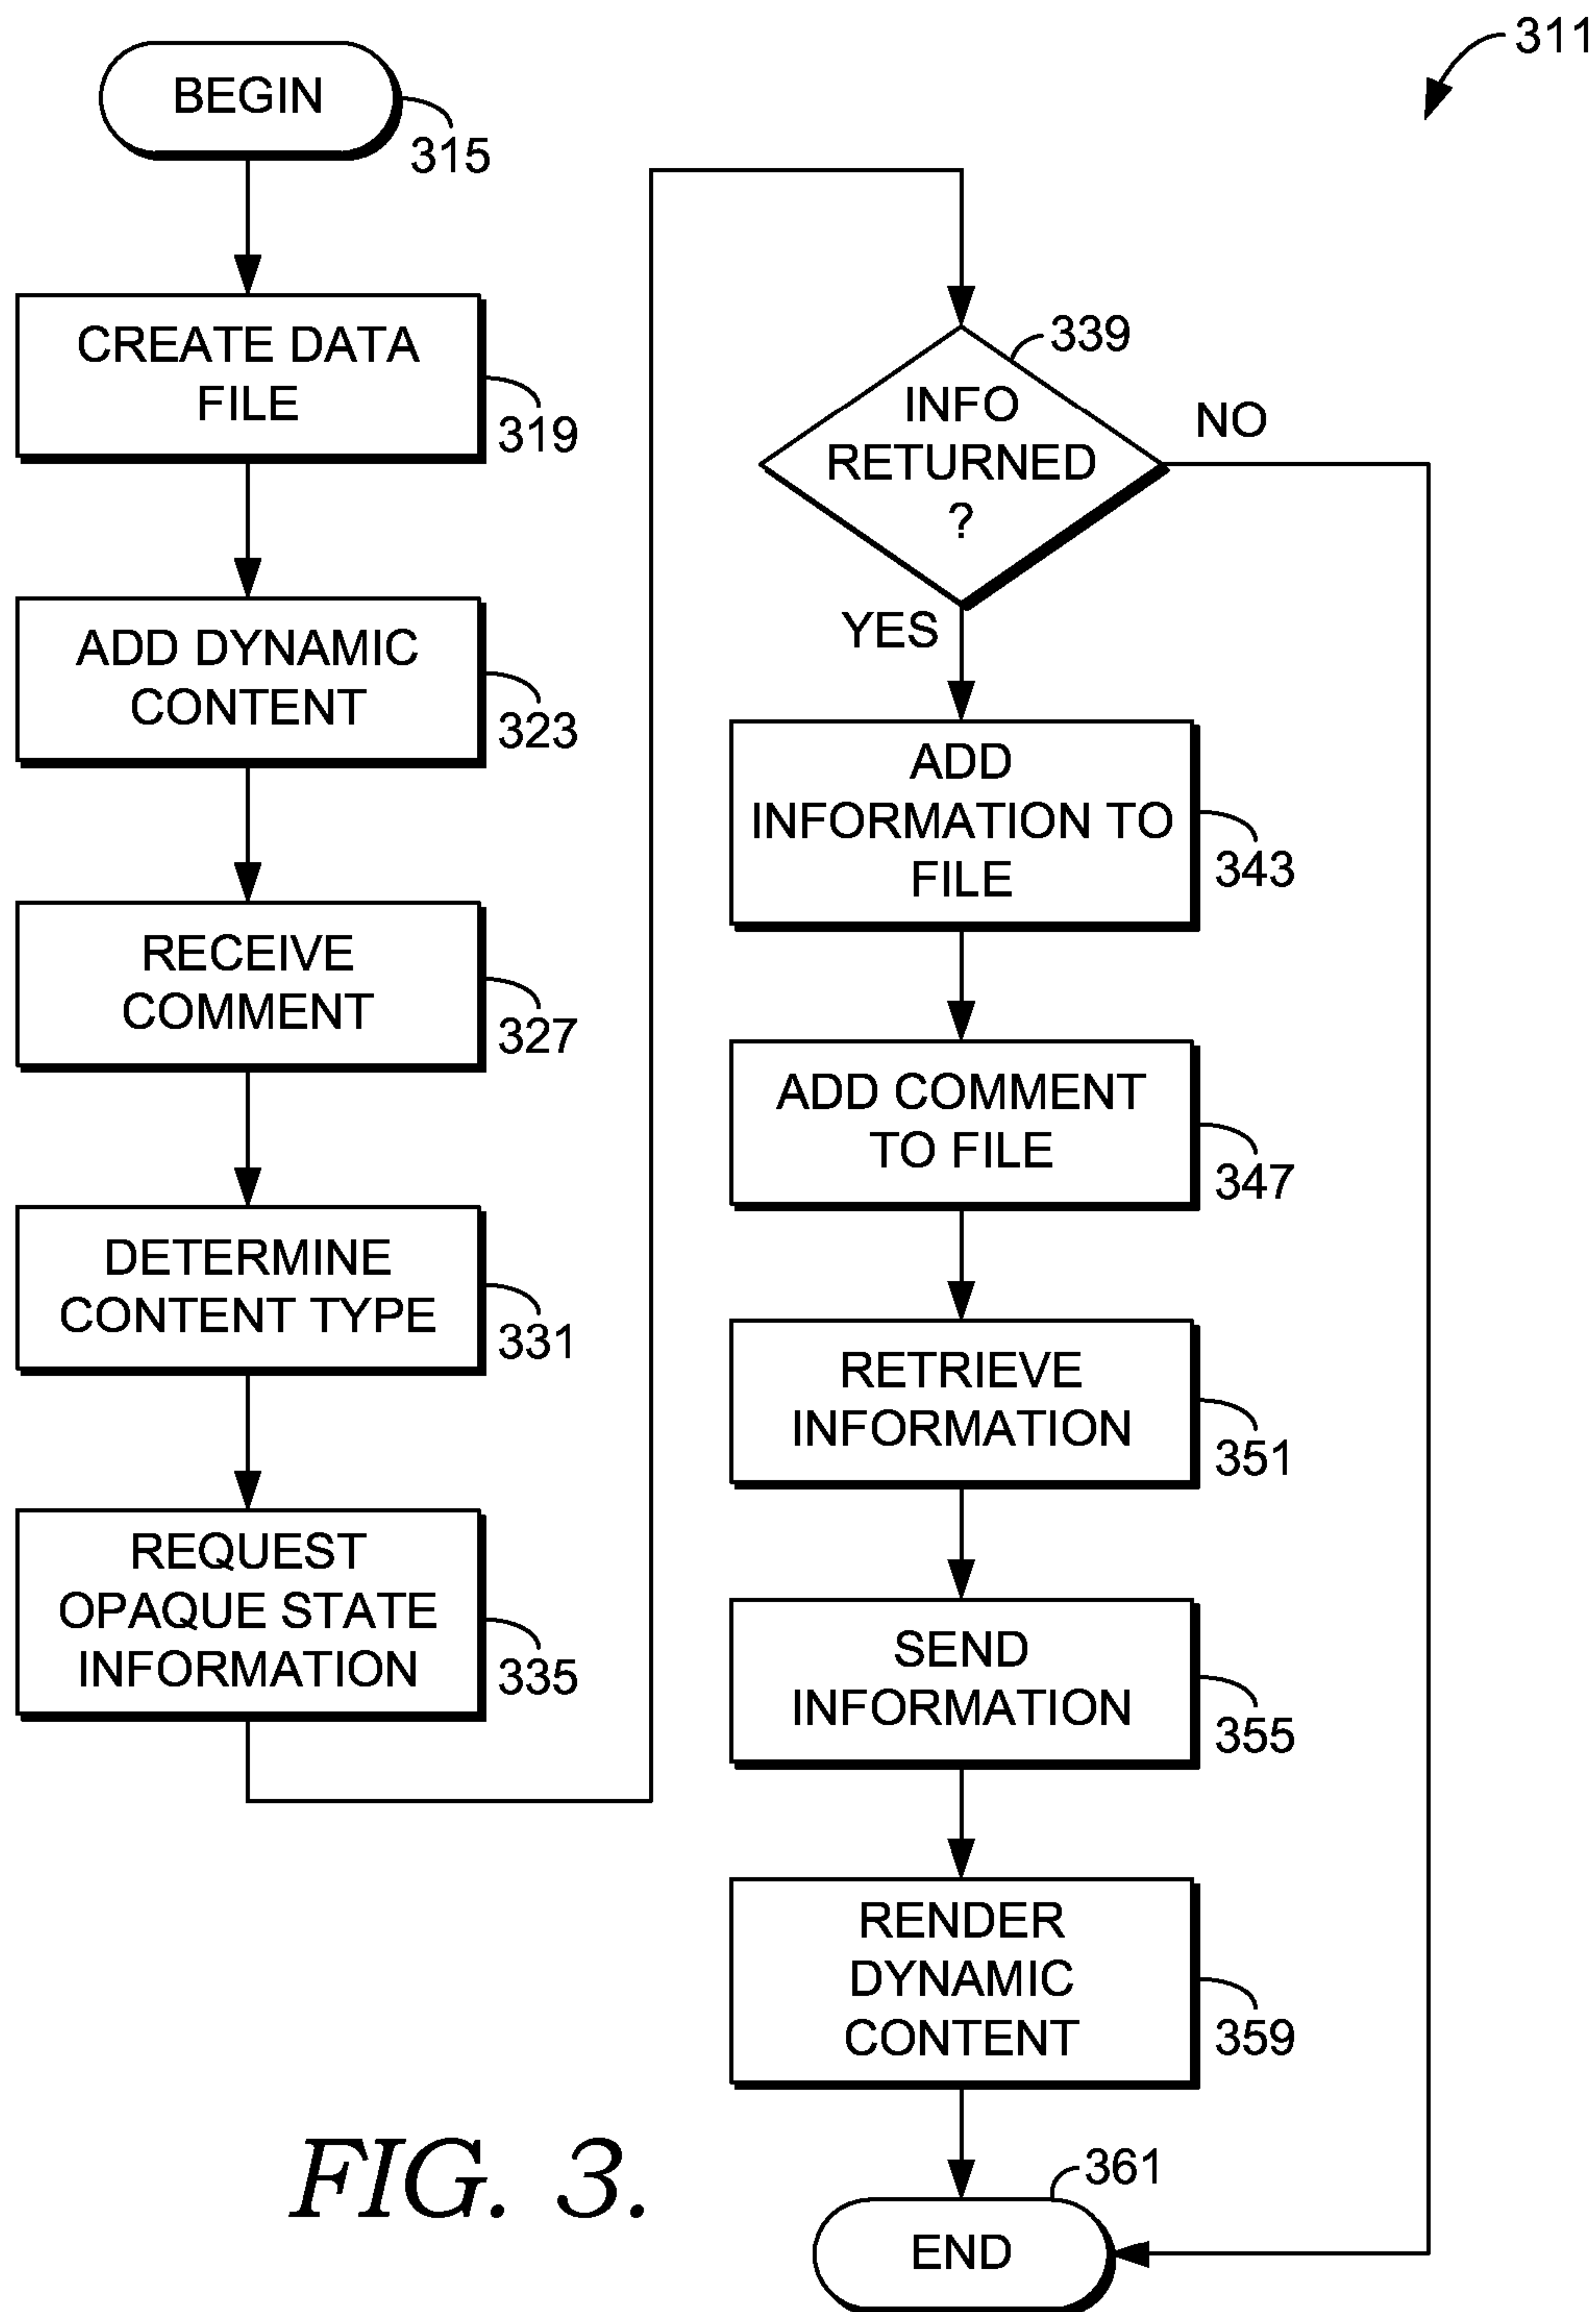 311
BEGIN
315
CREATE DATA
FILE
319
ADD DYNAMIC
CONTENT
323
RECEIVE
COMMENT
327
DETERMINE
CONTENT TYPE
331
REQUEST
OPAQUE STATE
INFORMATION
335
339
INFO
RETURNED
?
NO
YES
ADD
INFORMATION TO
FILE
343
ADD COMMENT
TO FILE
347
RETRIEVE
INFORMATION
351
SEND
INFORMATION
355
RENDER
DYNAMIC
CONTENT
359
361
END
FIG. 3.